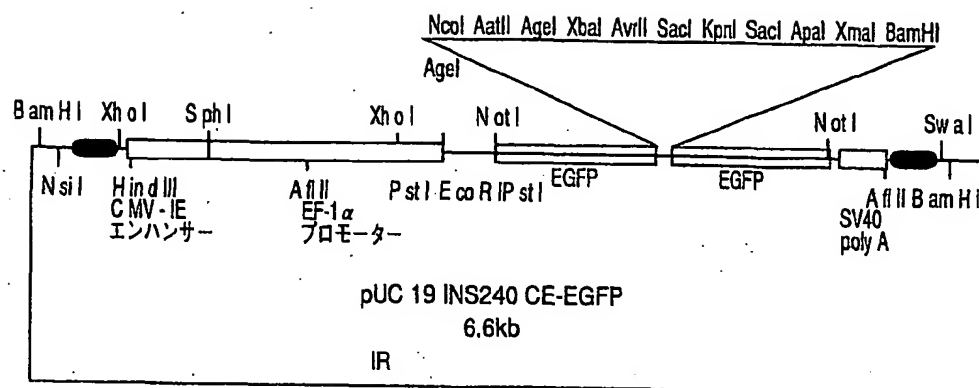 NcoI AatII AgeI XbaI AvrII SacI KpnI SacI ApaI XmaI BamHI
AgeI
BamHI XhoI SphI XhoI NotI NotI SwaI
NsiI HindIII AflII PstI EcoRI PstI EGFP EGFP AflII BamHI
CMV-IE EF-1α SV40
エンハンサー プロモーター poly A
pUC 19 INS240 CE-EGFP
6.6kb
IR